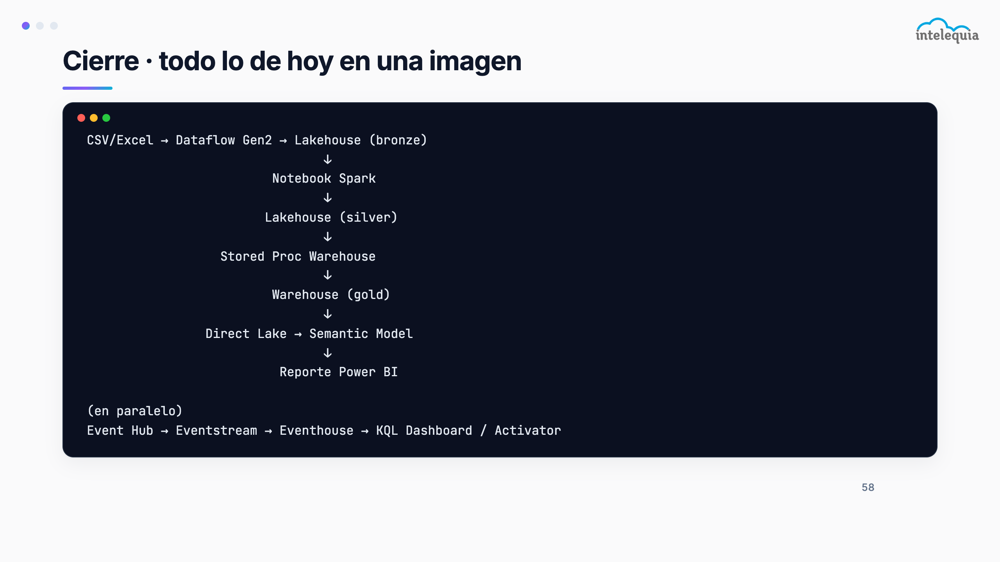 intelequia
Cierre · todo lo de hoy en una imagen
CSV/Excel → Dataflow Gen2 → Lakehouse (bronze)
↓
Notebook Spark
↓
Lakehouse (silver)
↓
Stored Proc Warehouse
↓
Warehouse (gold)
↓
Direct Lake → Semantic Model
↓
Reporte Power BI
(en paralelo)
Event Hub → Eventstream → Eventhouse → KQL Dashboard / Activator
58